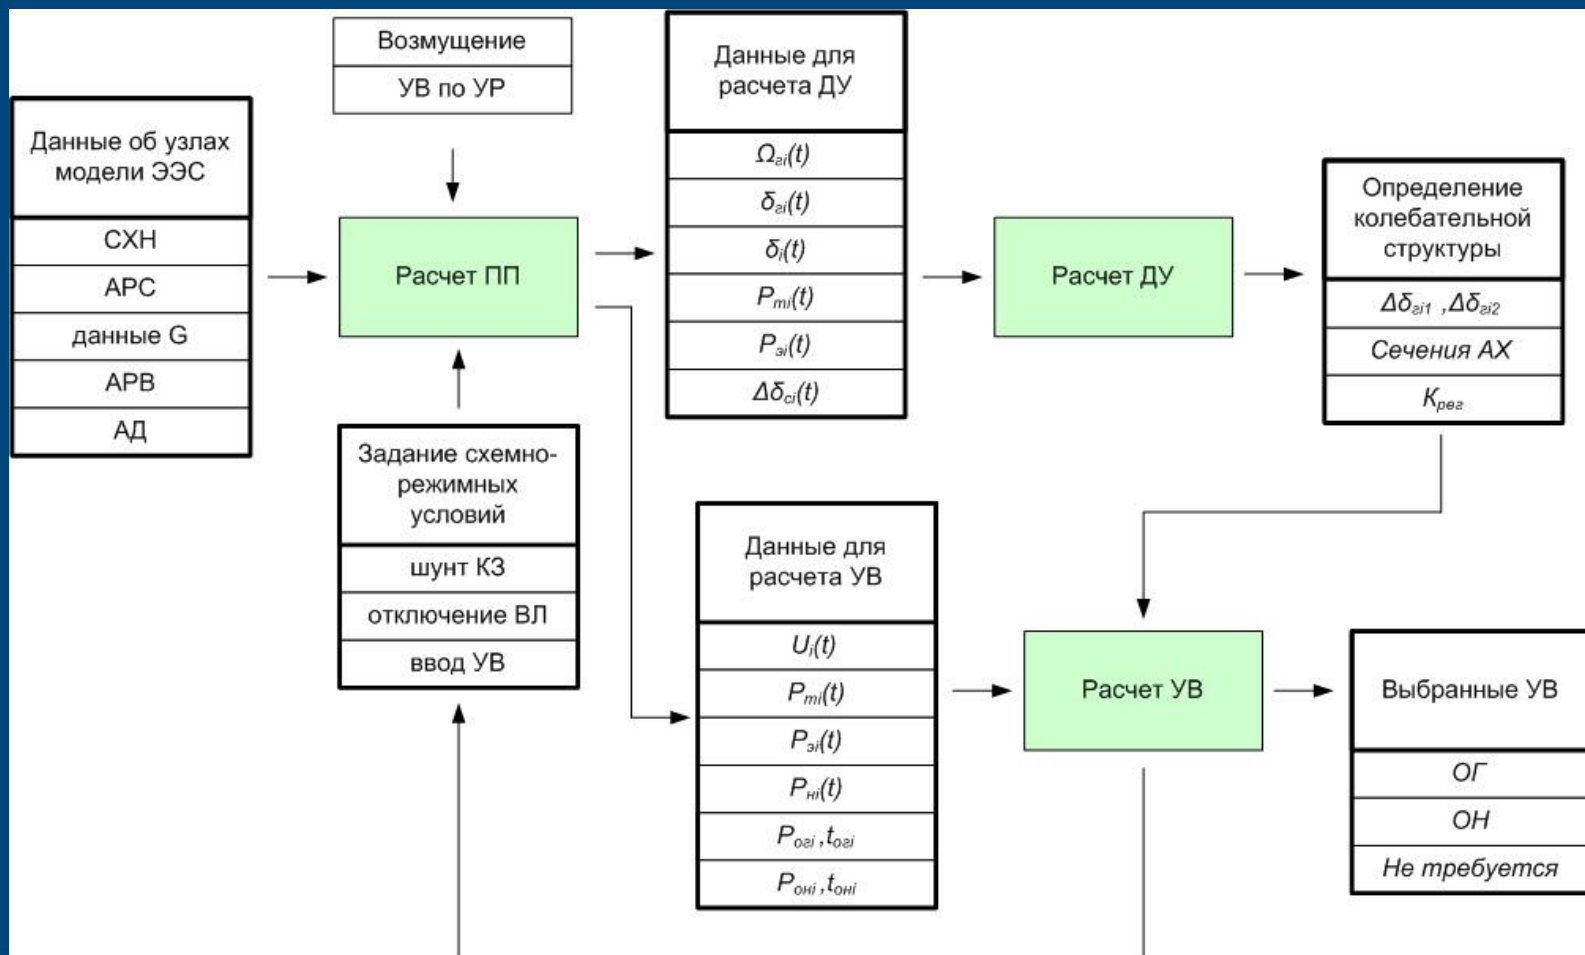 Возмущение
УВ по УР
Данные об узлах
модели ЭЭС
СХН
АРС
данные G
АРВ
АД
Расчет ПП
Задание схемно-
режимных
условий
шунт КЗ
отключение ВЛ
ввод УВ
Данные для
расчета ДУ
Ωгi(t)
δгi(t)
δi(t)
Pтi(t)
Pэi(t)
Δδci(t)
Расчет ДУ
Определение
колебательной
структуры
Δδгi1 ,Δδгi2
Сечения АХ
Kрег
Данные для
расчета УВ
Ui(t)
Pтi(t)
Pэi(t)
Pнi(t)
Pогi ,tогi
Pонi ,tонi
Расчет УВ
Выбранные УВ
ОГ
ОН
Не требуется